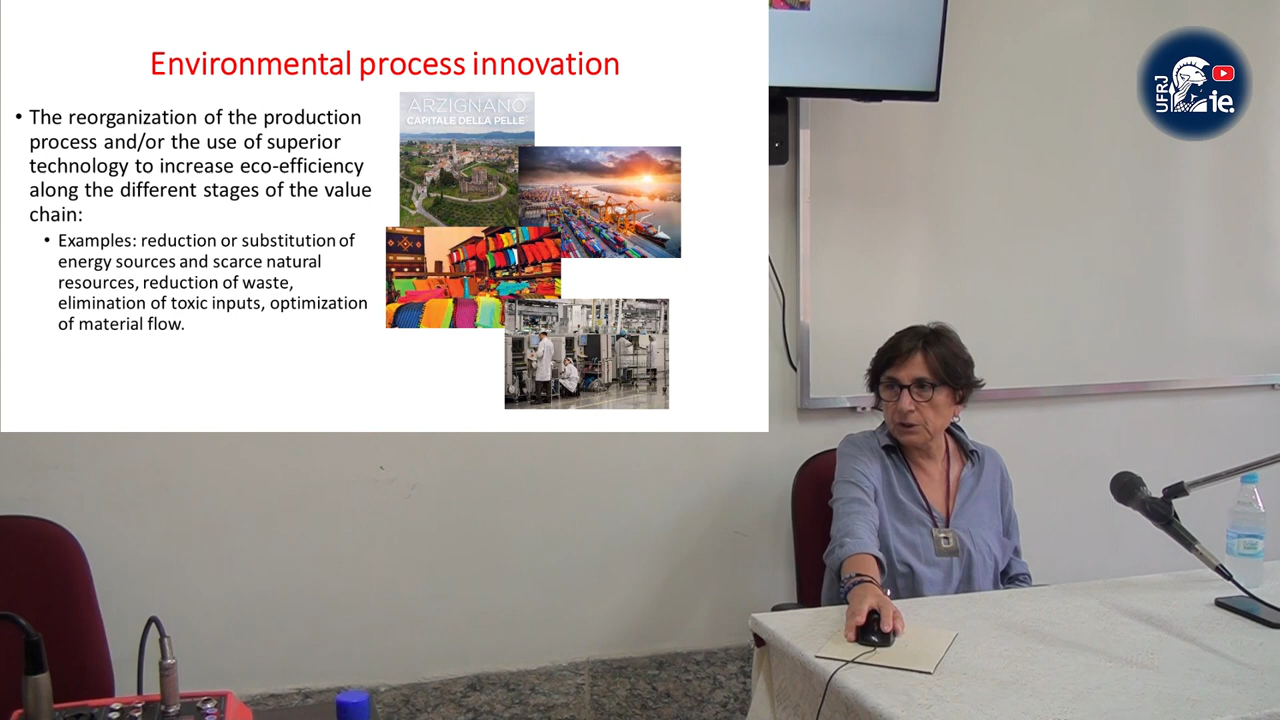 Environmental process innovation
• The reorganization of the production
process and/or the use of superior
technology to increase eco-efficiency
along the different stages of the value
chain:
• Examples: reduction or substitution of
energy sources and scarce natural
resources, reduction of waste,
elimination of toxic inputs, optimization
of material flow.
ARZIGNANO
CAPITALE DELLA PELLE
UFRJ
ie.